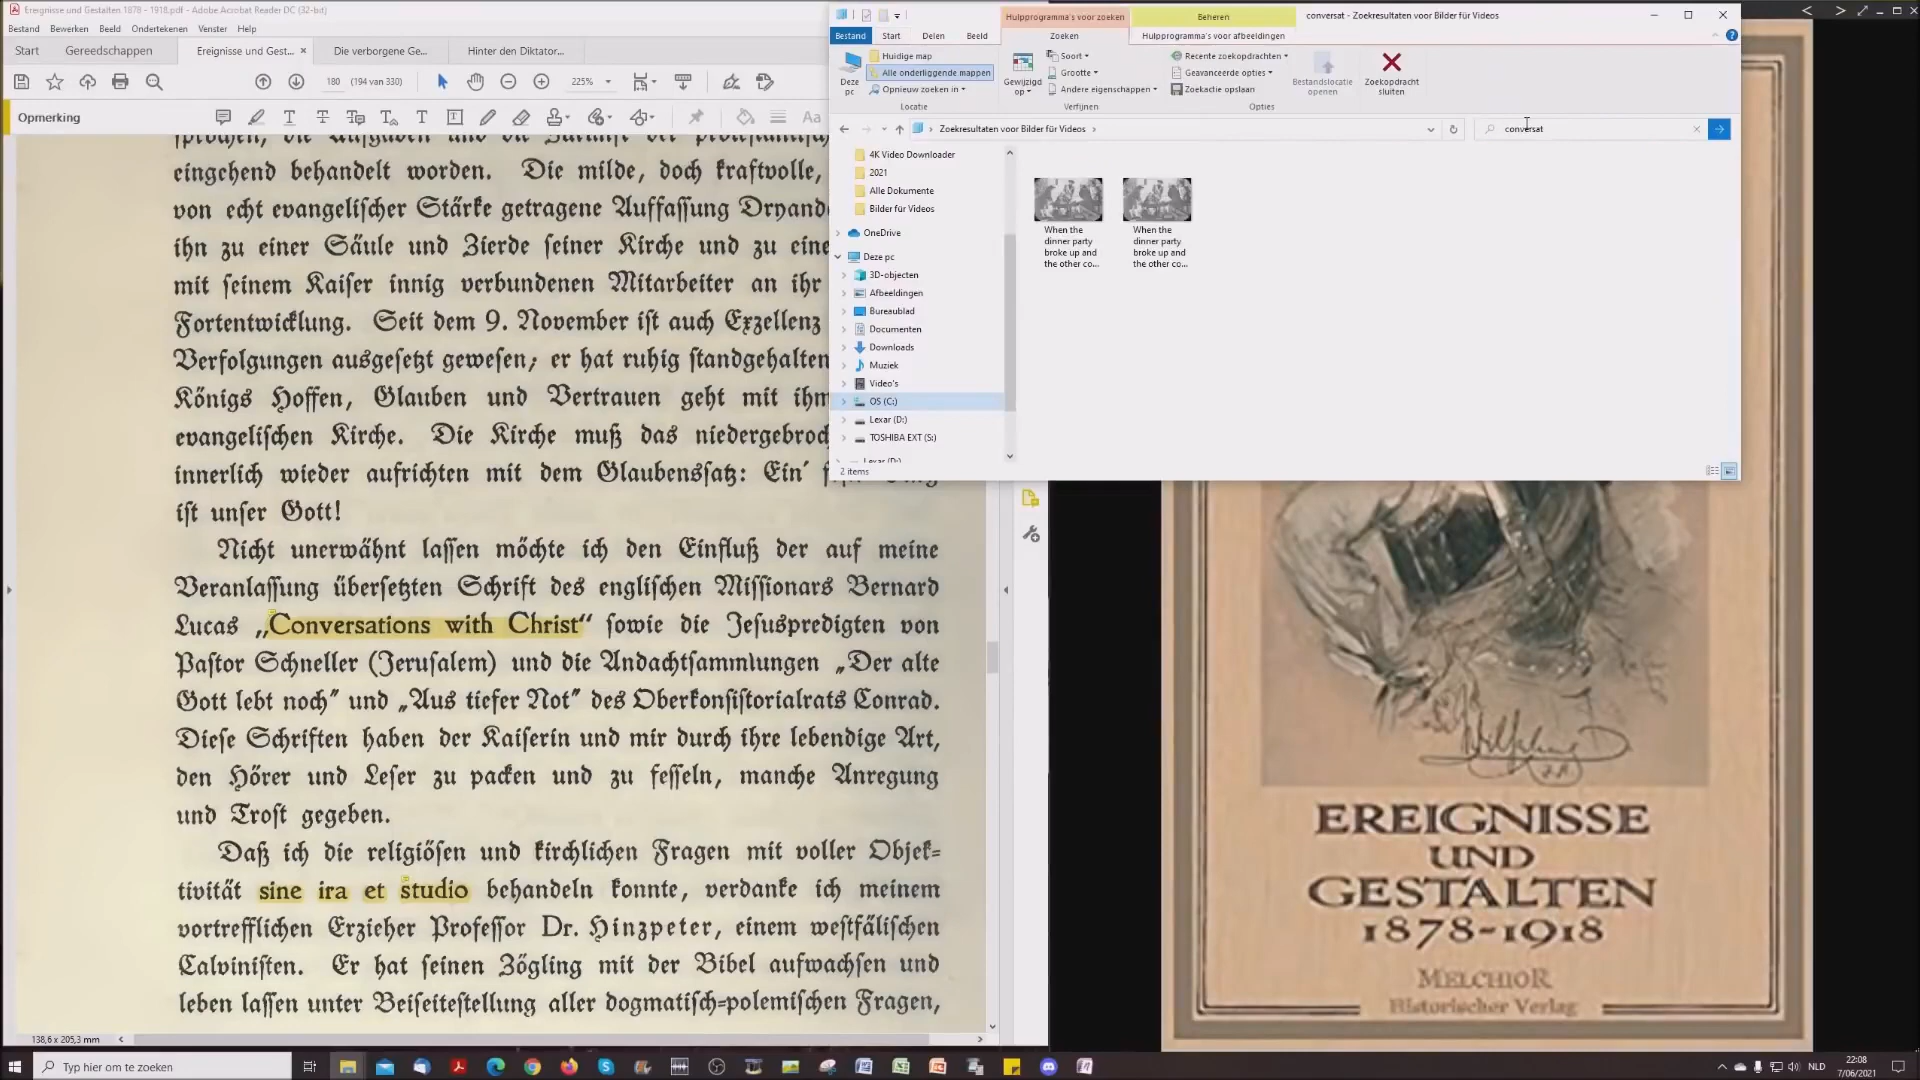 Ereignisse und Gestalten.1878 - 1918.pdf - Adobe Acrobat Reader DC (32-bit)
Bestand Bewerken Beeld Ondertekenen Venster Help
Start Gereedschappen Ereignisse und Gest... × Die verborgene Ge... Hinter den Diktator...
180 (194 van 330) 225%
Opmerking
eingehend behandelt worden. Die milde, doch kraftvolle,
von echt evangelischer Stärke getragene Auffassung Dryand
ihn zu einer Säule und Zierde seiner Kirche und zu eine
mit seinem Kaiser innig verbundenen Mitarbeiter an ihr
Fortentwicklung. Seit dem 9. November ist auch Exzellenz
Verfolgungen ausgesetzt gewesen; er hat ruhig standgehalten
Königs Hoffen, Glauben und Vertrauen geht mit ihm
evangelischen Kirche. Die Kirche muß das niedergebroch
innerlich wieder aufrichten mit dem Glaubenssatz: Ein'
ist unser Gott!
Nicht unerwähnt lassen möchte ich den Einfluß der auf meine
Veranlassung übersetzten Schrift des englischen Missionars Bernard
Lucas „Conversations with Christ“ sowie die Jesuspredigten von
Pastor Schneller (Jerusalem) und die Andachtsammlungen „Der alte
Gott lebt noch“ und „Aus tiefer Not“ des Oberkonsistorialrats Conrad.
Diese Schriften haben der Kaiserin und mir durch ihre lebendige Art,
den Hörer und Leser zu packen und zu fesseln, manche Anregung
und Trost gegeben.
Daß ich die religiösen und kirchlichen Fragen mit voller Objek-
tivität sine ira et studio behandeln konnte, verdanke ich meinem
vortrefflichen Erzieher Professor Dr. Hinzpeter, einem westfälischen
Calvinisten. Er hat seinen Zögling mit der Bibel aufwachsen und
leben lassen unter Beiseitestellung aller dogmatisch-polemischen Fragen,
138,6 x 205,3 mm
Hulpprogramma's voor zoeken Beheren conversat - Zoekresultaten voor Bilder für Videos
Bestand Start Delen Beeld Zoeken Hulpprogramma's voor afbeeldingen
Deze pc
Huidige map
Alle onderliggende mappen
Opnieuw zoeken in
Locatie
Gewijzigd op
Soort
Grootte
Andere eigenschappen
Verfijnen
Recente zoekopdrachten
Geavanceerde opties
Zoekactie opslaan
Bestandslocatie openen
Opties
Zoekopdracht sluiten
Zoekresultaten voor Bilder für Videos
conversat
4K Video Downloader
2021
Alle Dokumente
Bilder für Videos
OneDrive
Deze pc
3D-objecten
Afbeeldingen
Bureaublad
Documenten
Downloads
Muziek
Video's
OS (C:)
Lexar (D:)
TOSHIBA EXT (S:)
Lexar (D:)
2 items
When the dinner party broke up and the other co...
When the dinner party broke up and the other co...
EREIGNISSE
UND
GESTALTEN
1878-1918
MELCHIOR
Historischer Verlag
Typ hier om te zoeken
NLD
22:08
7/06/2021